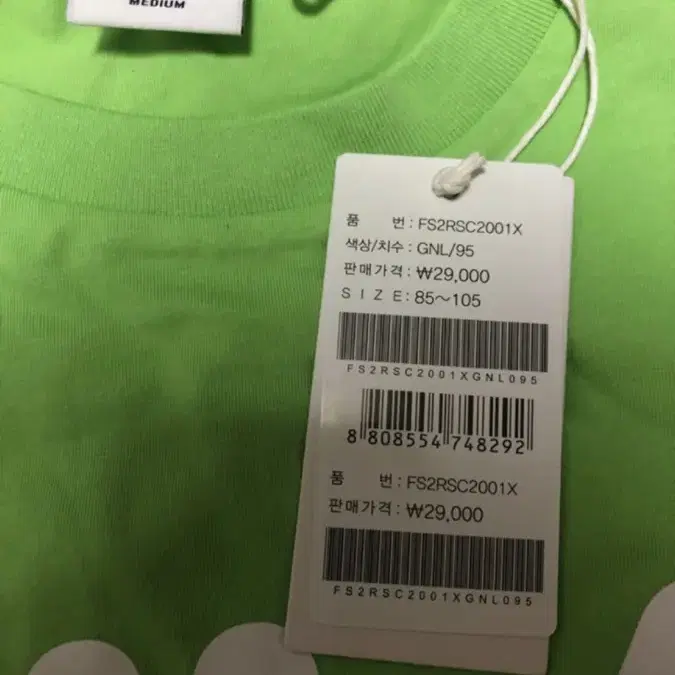 MEDIUM
품 번 : FS2RSC2001X
색상/치수 : GNL/95
판매가격 : ₩29,000
SIZE: 85~105
FS2RSC2001XGNL095
8 808554 748292
품 번 : FS2RSC2001X
판매가격 : ₩29,000
FS2RSC2001XGNL095